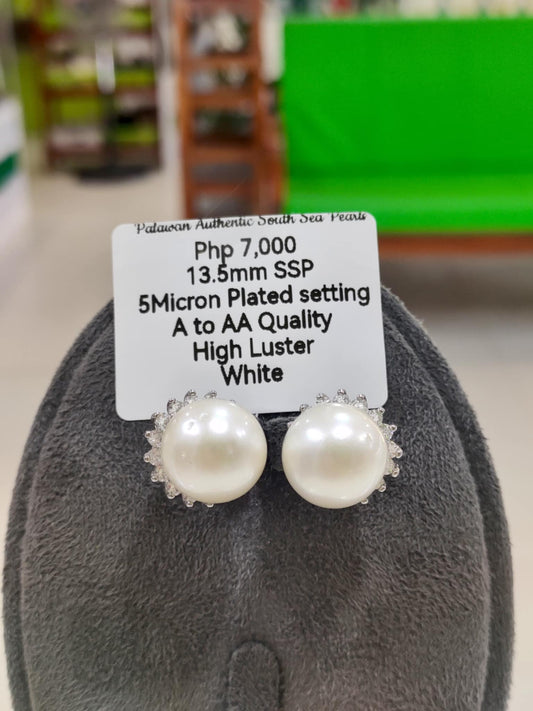 Palawan Authentic South Sea Pearls
Php 7,000
13.5mm SSP
5Micron Plated setting
A to AA Quality
High Luster
White